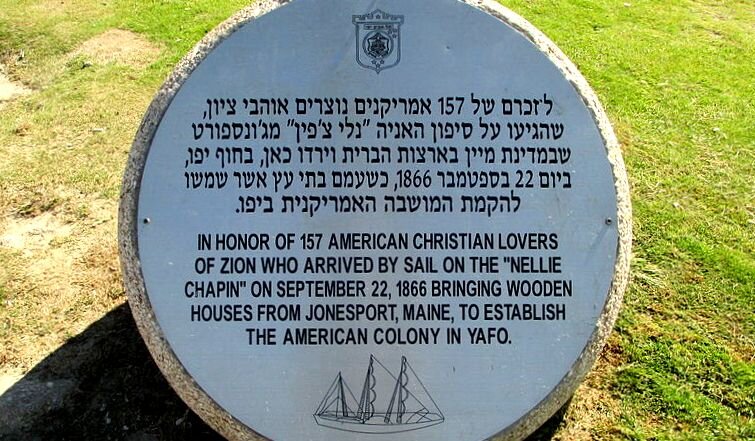 לזכרם של 157 אמריקנים נוצרים אוהבי ציון,
שהגיעו על סיפון האניה "נלי צ'פין" מג'ונספורט
שבמדינת מיין בארצות הברית וירדו כאן, בחוף יפו,
ביום 22 בספטמבר 1866, כשעמם בתי עץ אשר שמשו
להקמת המושבה האמריקנית ביפו.
IN HONOR OF 157 AMERICAN CHRISTIAN LOVERS
OF ZION WHO ARRIVED BY SAIL ON THE "NELLIE
CHAPIN" ON SEPTEMBER 22, 1866 BRINGING WOODEN
HOUSES FROM JONESPORT, MAINE, TO ESTABLISH
THE AMERICAN COLONY IN YAFO.